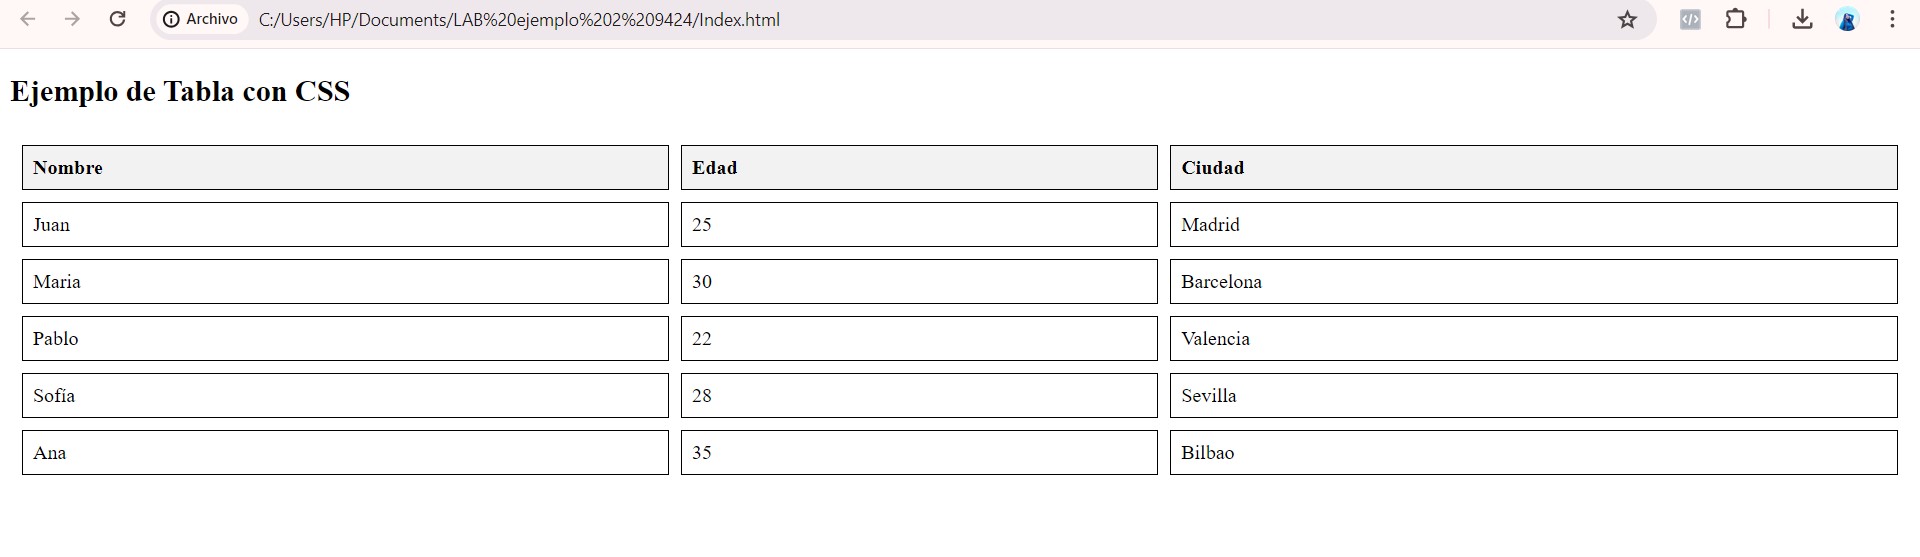 Archivo C:/Users/HP/Documents/LAB%20ejemplo%202%209424/Index.html
Ejemplo de Tabla con CSS
Nombre Edad Ciudad
Juan 25 Madrid
Maria 30 Barcelona
Pablo 22 Valencia
Sofía 28 Sevilla
Ana 35 Bilbao